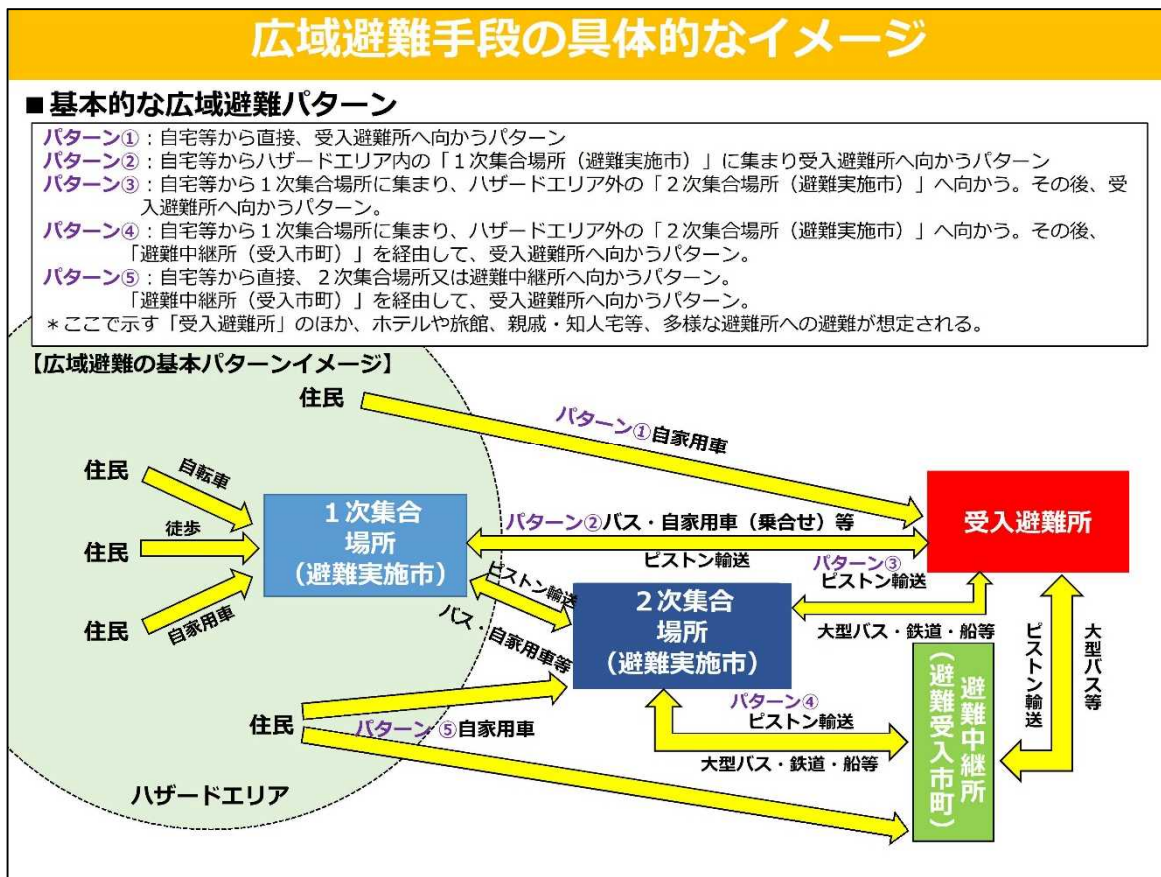 広域避難手段の具体的なイメージ
■基本的な広域避難パターン
パターン①：自宅等から直接、受入避難所へ向かうパターン
パターン②：自宅等からハザードエリア内の「１次集合場所（避難実施市）」に集まり受入避難所へ向かうパターン
パターン③：自宅等から１次集合場所に集まり、ハザードエリア外の「２次集合場所（避難実施市）」へ向かう。その後、受
入避難所へ向かうパターン。
パターン④：自宅等から１次集合場所に集まり、ハザードエリア外の「２次集合場所（避難実施市）」へ向かう。その後、
「避難中継所（受入市町）」を経由して、受入避難所へ向かうパターン。
パターン⑤：自宅等から直接、２次集合場所又は避難中継所へ向かうパターン。
「避難中継所（受入市町）」を経由して、受入避難所へ向かうパターン。
＊ここで示す「受入避難所」のほか、ホテルや旅館、親戚・知人宅等、多様な避難所への避難が想定される。
【広域避難の基本パターンイメージ】
住民
パターン①自家用車
住民
自転車
徒歩
住民
自家用車
住民
１次集合
場所
（避難実施市）
パターン②バス・自家用車（乗合せ）等
ピストン輸送
受入避難所
パターン③
ピストン輸送
大型バス・鉄道・船等
ピストン輸送
バス・自家用車等
２次集合
場所
（避難実施市）
ピストン輸送
大型バス等
パターン④
ピストン輸送
大型バス・鉄道・船等
避難中継所
（避難受入市町）
住民
パターン⑤自家用車
ハザードエリア